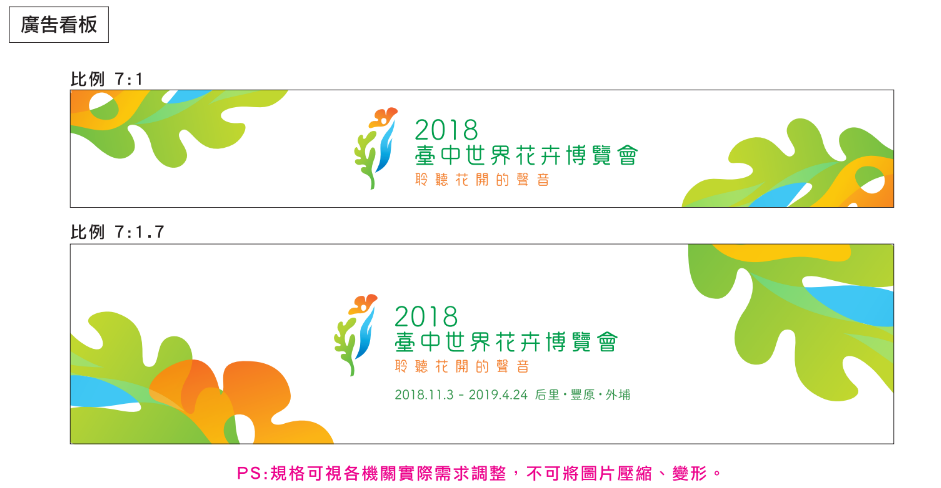 廣告看板
比例 7:1
2018
臺中世界花卉博覽會
聆聽花開的聲音
比例 7:1.7
2018
臺中世界花卉博覽會
聆聽花開的聲音
2018.11.3 - 2019.4.24 后里·豐原·外埔
PS:規格可視各機關實際需求調整，不可將圖片壓縮、變形。